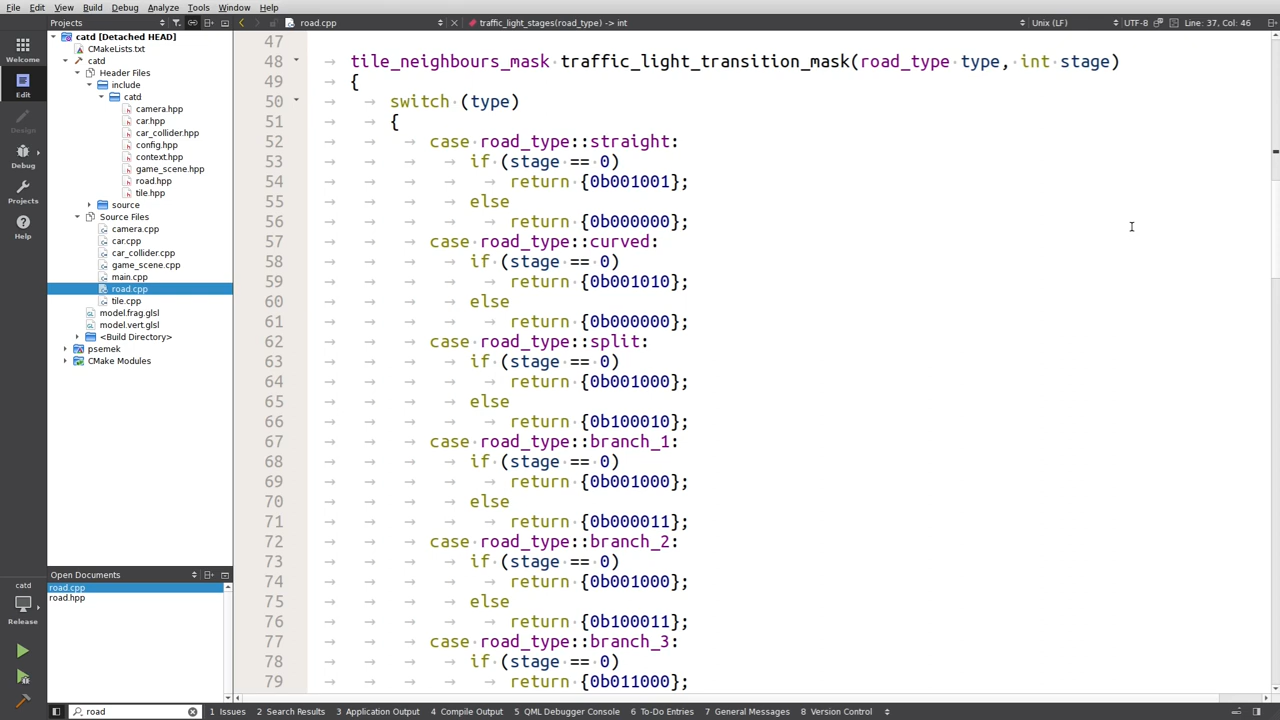 File Edit View Build Debug Analyze Tools Window Help
Projects
road.cpp
traffic_light_stages(road_type) -> int
Unix (LF)
UTF-8
Line: 37, Col: 46
Welcome
Edit
Design
Debug
Projects
Help
catd
Release
catd [Detached HEAD]
CMakeLists.txt
catd
Header Files
include
catd
camera.hpp
car.hpp
car_collider.hpp
config.hpp
context.hpp
game_scene.hpp
road.hpp
tile.hpp
source
Source Files
camera.cpp
car.cpp
car_collider.cpp
game_scene.cpp
main.cpp
road.cpp
tile.cpp
model.frag.glsl
model.vert.glsl
<Build Directory>
psemek
CMake Modules
Open Documents
road.cpp
road.hpp
47
48 tile_neighbours_mask traffic_light_transition_mask(road_type type, int stage)
49 {
50 switch (type)
51 {
52 case road_type::straight:
53 if (stage == 0)
54 return {0b001001};
55 else
56 return {0b000000};
57 case road_type::curved:
58 if (stage == 0)
59 return {0b001010};
60 else
61 return {0b000000};
62 case road_type::split:
63 if (stage == 0)
64 return {0b001000};
65 else
66 return {0b100010};
67 case road_type::branch_1:
68 if (stage == 0)
69 return {0b001000};
70 else
71 return {0b000011};
72 case road_type::branch_2:
73 if (stage == 0)
74 return {0b001000};
75 else
76 return {0b100011};
77 case road_type::branch_3:
78 if (stage == 0)
79 return {0b011000};
road
1 Issues 2 Search Results 3 Application Output 4 Compile Output 5 QML Debugger Console 6 To-Do Entries 7 General Messages 8 Version Control